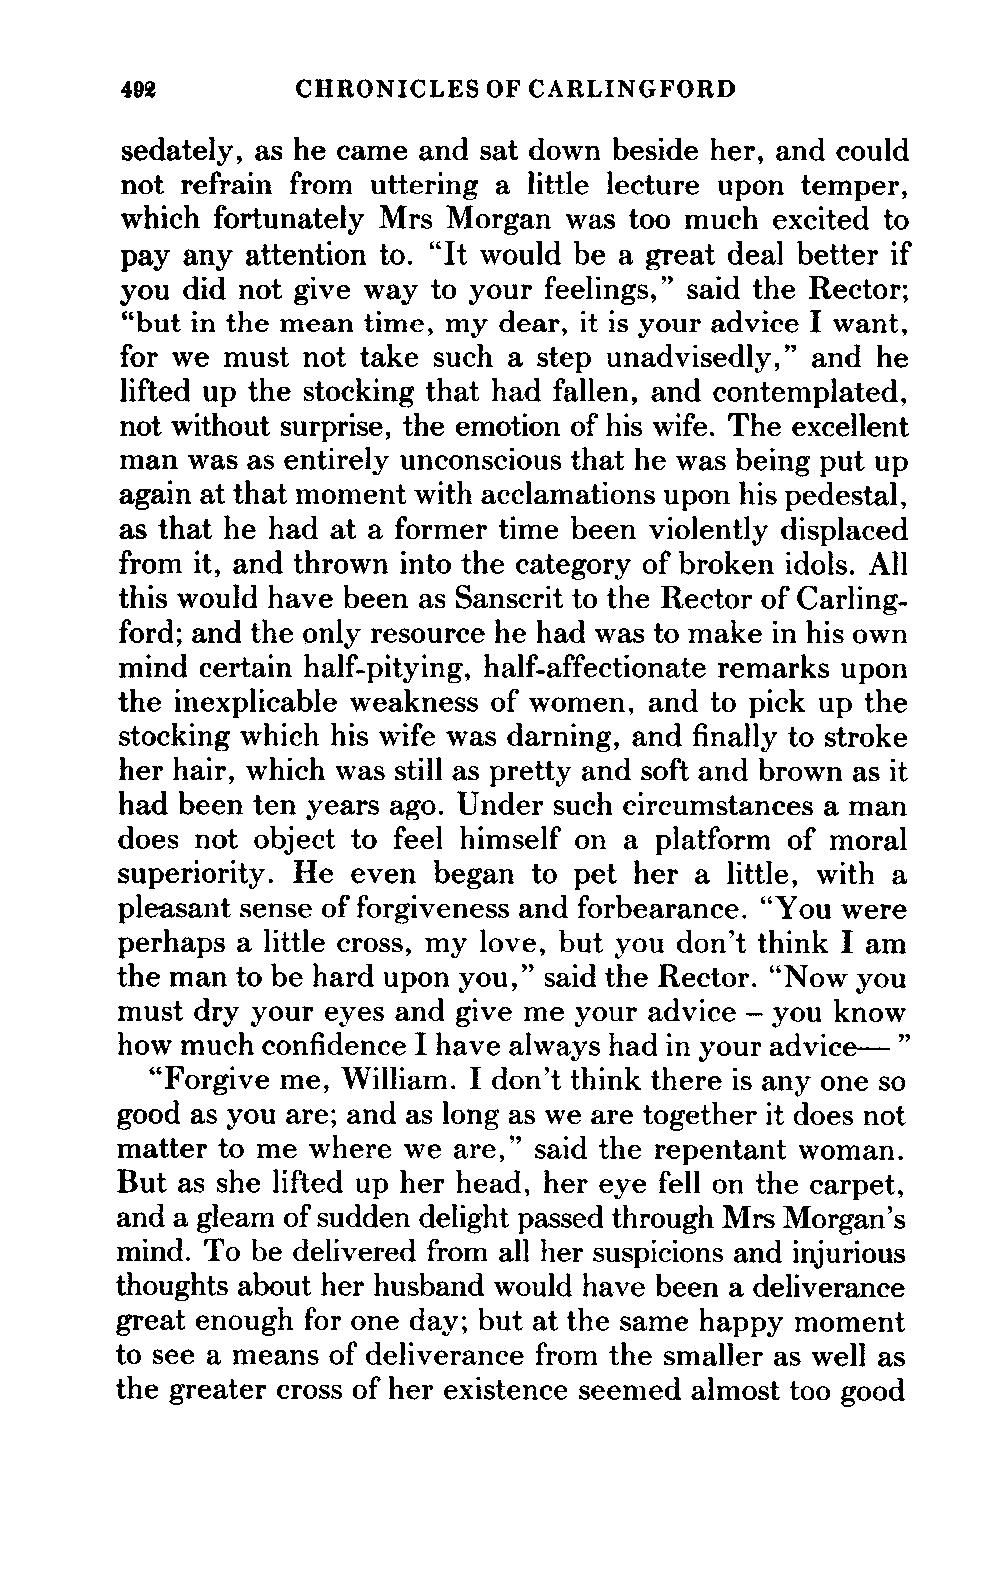 492 CHRONICLES OF CARLINGFORD
sedately, as he came and sat down beside her, and could
not refrain from uttering a little lecture upon temper,
which fortunately Mrs Morgan was too much excited to
pay any attention to. “It would be a great deal better if
you did not give way to your feelings,” said the Rector;
“but in the mean time, my dear, it is your advice I want,
for we must not take such a step unadvisedly,” and he
lifted up the stocking that had fallen, and contemplated,
not without surprise, the emotion of his wife. The excellent
man was as entirely unconscious that he was being put up
again at that moment with acclamations upon his pedestal,
as that he had at a former time been violently displaced
from it, and thrown into the category of broken idols. All
this would have been as Sanscrit to the Rector of Carling-
ford; and the only resource he had was to make in his own
mind certain half-pitying, half-affectionate remarks upon
the inexplicable weakness of women, and to pick up the
stocking which his wife was darning, and finally to stroke
her hair, which was still as pretty and soft and brown as it
had been ten years ago. Under such circumstances a man
does not object to feel himself on a platform of moral
superiority. He even began to pet her a little, with a
pleasant sense of forgiveness and forbearance. “You were
perhaps a little cross, my love, but you don’t think I am
the man to be hard upon you,” said the Rector. “Now you
must dry your eyes and give me your advice – you know
how much confidence I have always had in your advice— ”
“Forgive me, William. I don’t think there is any one so
good as you are; and as long as we are together it does not
matter to me where we are,” said the repentant woman.
But as she lifted up her head, her eye fell on the carpet,
and a gleam of sudden delight passed through Mrs Morgan’s
mind. To be delivered from all her suspicions and injurious
thoughts about her husband would have been a deliverance
great enough for one day; but at the same happy moment
to see a means of deliverance from the smaller as well as
the greater cross of her existence seemed almost too good